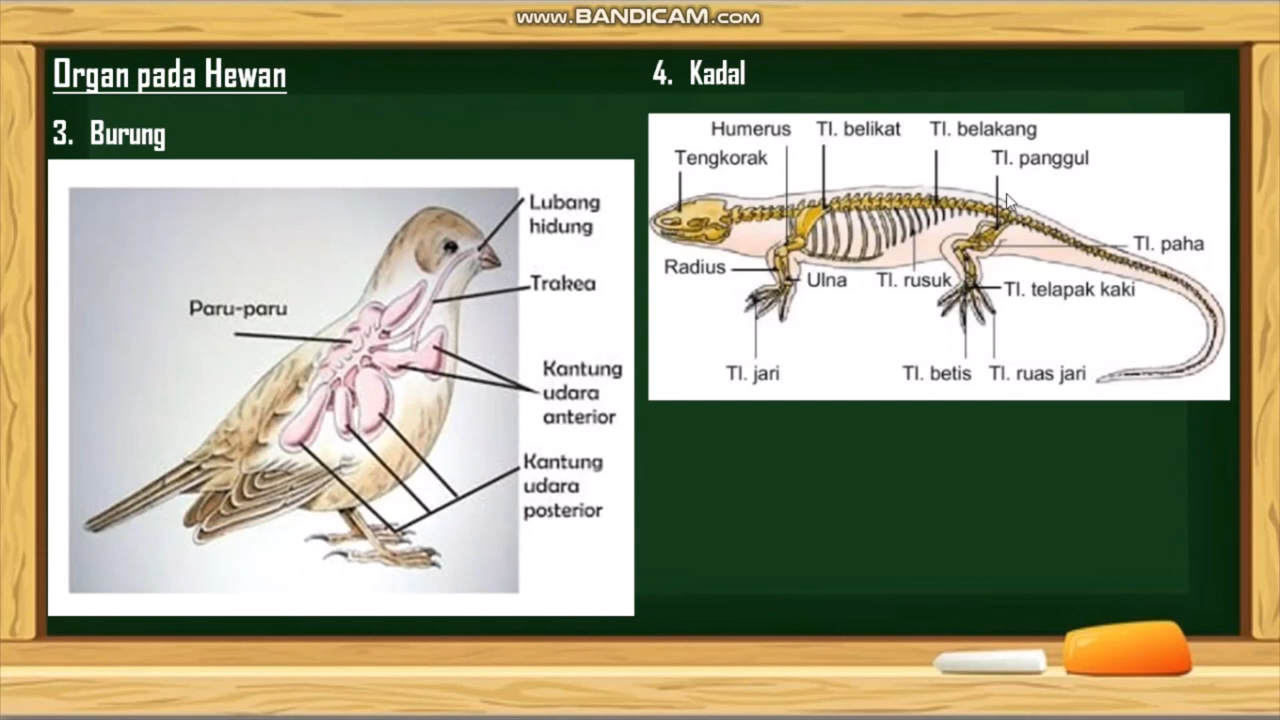 www.BANDICAM.com
Organ pada Hewan
3. Burung
Lubang
hidung
Trakea
Paru-paru
Kantung
udara
anterior
Kantung
udara
posterior
4. Kadal
Humerus Tl. belikat Tl. belakang
Tengkorak Tl. panggul
Tl. paha
Radius Ulna Tl. rusuk Tl. telapak kaki
Tl. jari Tl. betis Tl. ruas jari